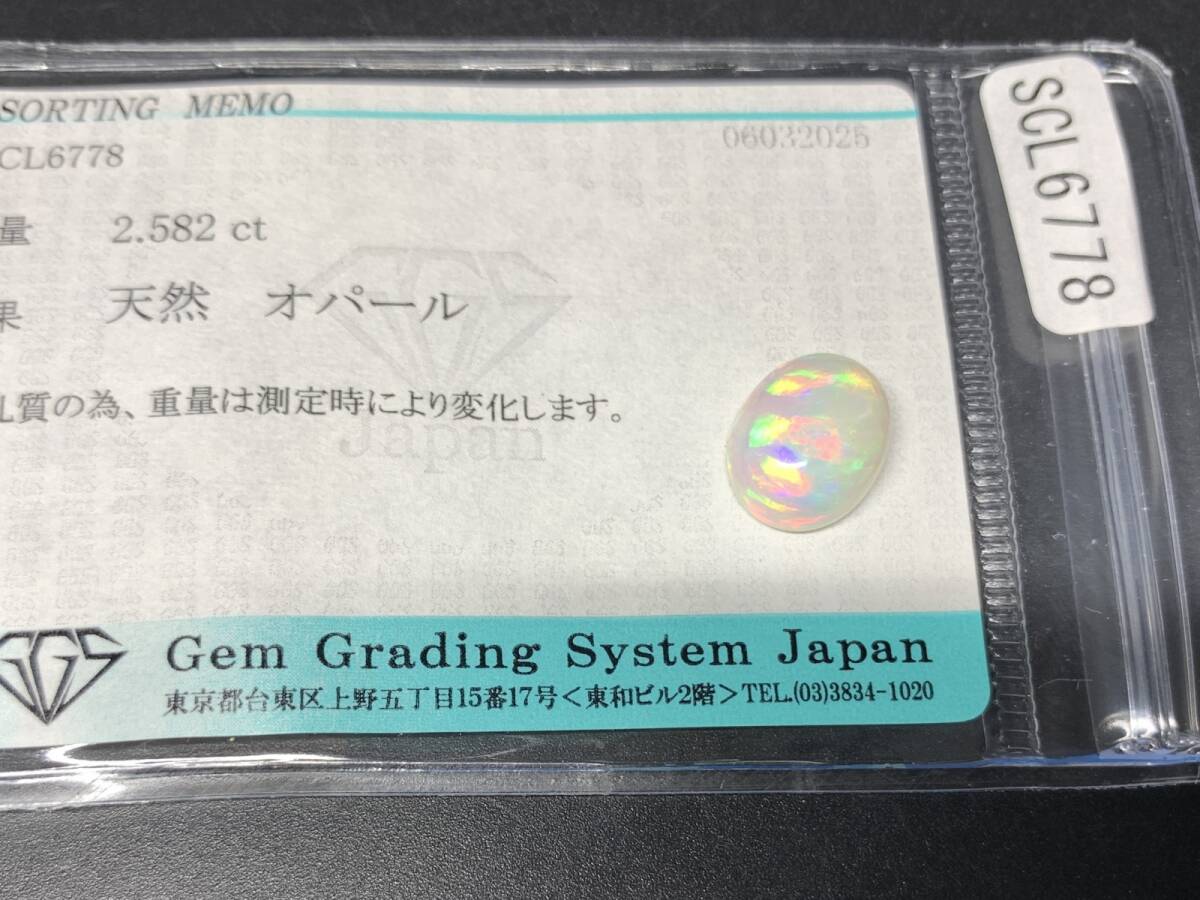 SORTING MEMO
06032025
CL6778
量 2.582 ct
果 天然 オパール
孔質の為、重量は測定時により変化します。
Japan
GGS Gem Grading System Japan
東京都台東区上野五丁目15番17号＜東和ビル2階＞TEL.(03)3834-1020
SCL6778